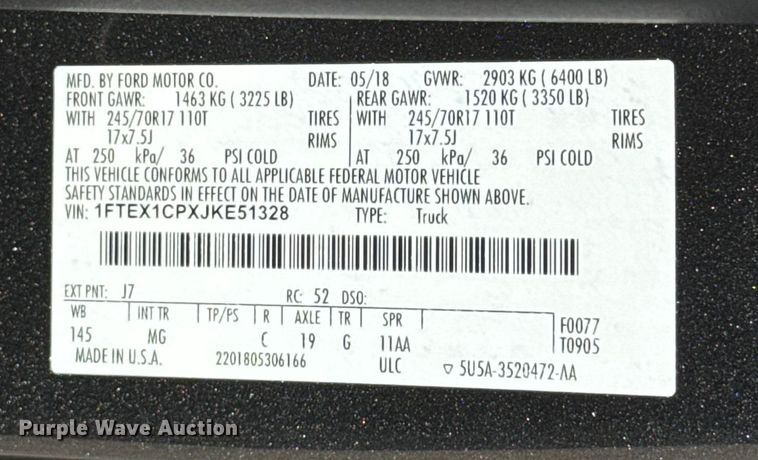 MFD. BY FORD MOTOR CO. DATE: 05/18 GVWR: 2903 KG ( 6400 LB)
FRONT GAWR: 1463 KG ( 3225 LB) REAR GAWR: 1520 KG ( 3350 LB)
WITH 245/70R17 110T TIRES WITH 245/70R17 110T TIRES
17x7.5J RIMS 17x7.5J RIMS
AT 250 kPa/ 36 PSI COLD AT 250 kPa/ 36 PSI COLD
THIS VEHICLE CONFORMS TO ALL APPLICABLE FEDERAL MOTOR VEHICLE
SAFETY STANDARDS IN EFFECT ON THE DATE OF MANUFACTURE SHOWN ABOVE.
VIN: 1FTEX1CPXJKE51328 TYPE: Truck
EXT PNT: J7 RC: 52 DSO:
WB INT TR TP/PS R AXLE TR SPR F0077
145 MG C 19 G 11AA T0905
MADE IN U.S.A. 2201805306166 ULC ▽ 5U5A-3520472-AA
Purple Wave Auction